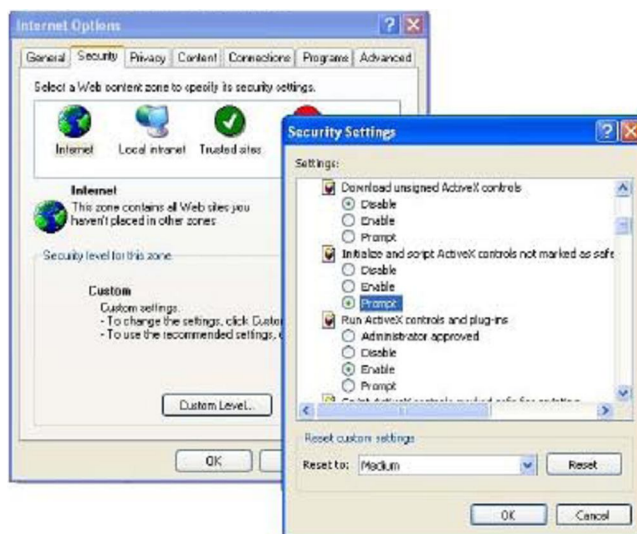 Internet Options
General Security Privacy Content Connections Programs Advanced
Select a Web content zone to specify its security settings.
Internet Local intranet Trusted sites
Internet
This zone contains all Web sites you
haven't placed in other zones
Security level for this zone
Custom
Custom settings.
- To change the settings, click Custo
- To use the recommended settings, c
Custom Level...
OK
Security Settings
Settings:
Download unsigned ActiveX controls
Disable
Enable
Prompt
Initialize and script ActiveX controls not marked as safe
Disable
Enable
Prompt
Run ActiveX controls and plug-ins
Administrator approved
Disable
Enable
Prompt
Reset custom settings
Reset to: Medium Reset
OK Cancel